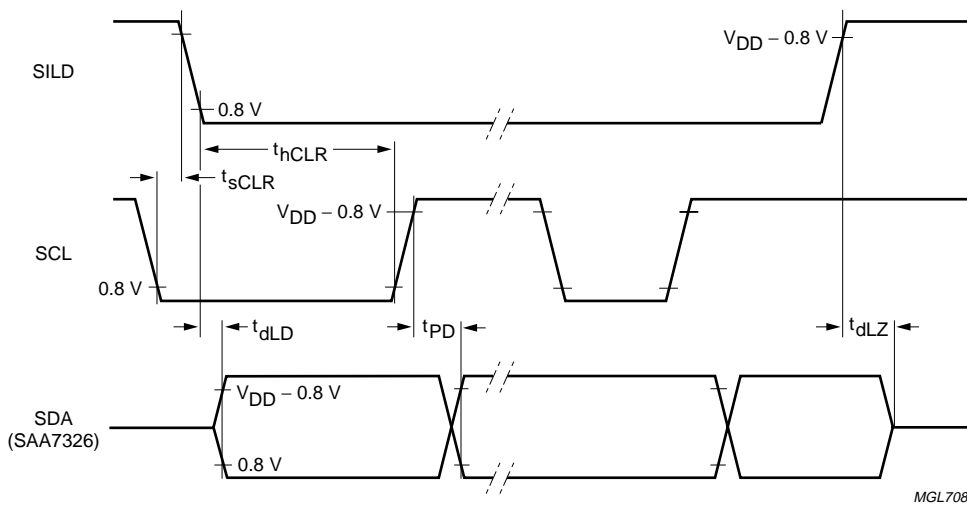 SILD
V_DD – 0.8 V
0.8 V
t_hCLR
t_sCLR
V_DD – 0.8 V
SCL
0.8 V
t_dLD
t_PD
t_dLZ
V_DD – 0.8 V
SDA
(SAA7326)
0.8 V
MGL708